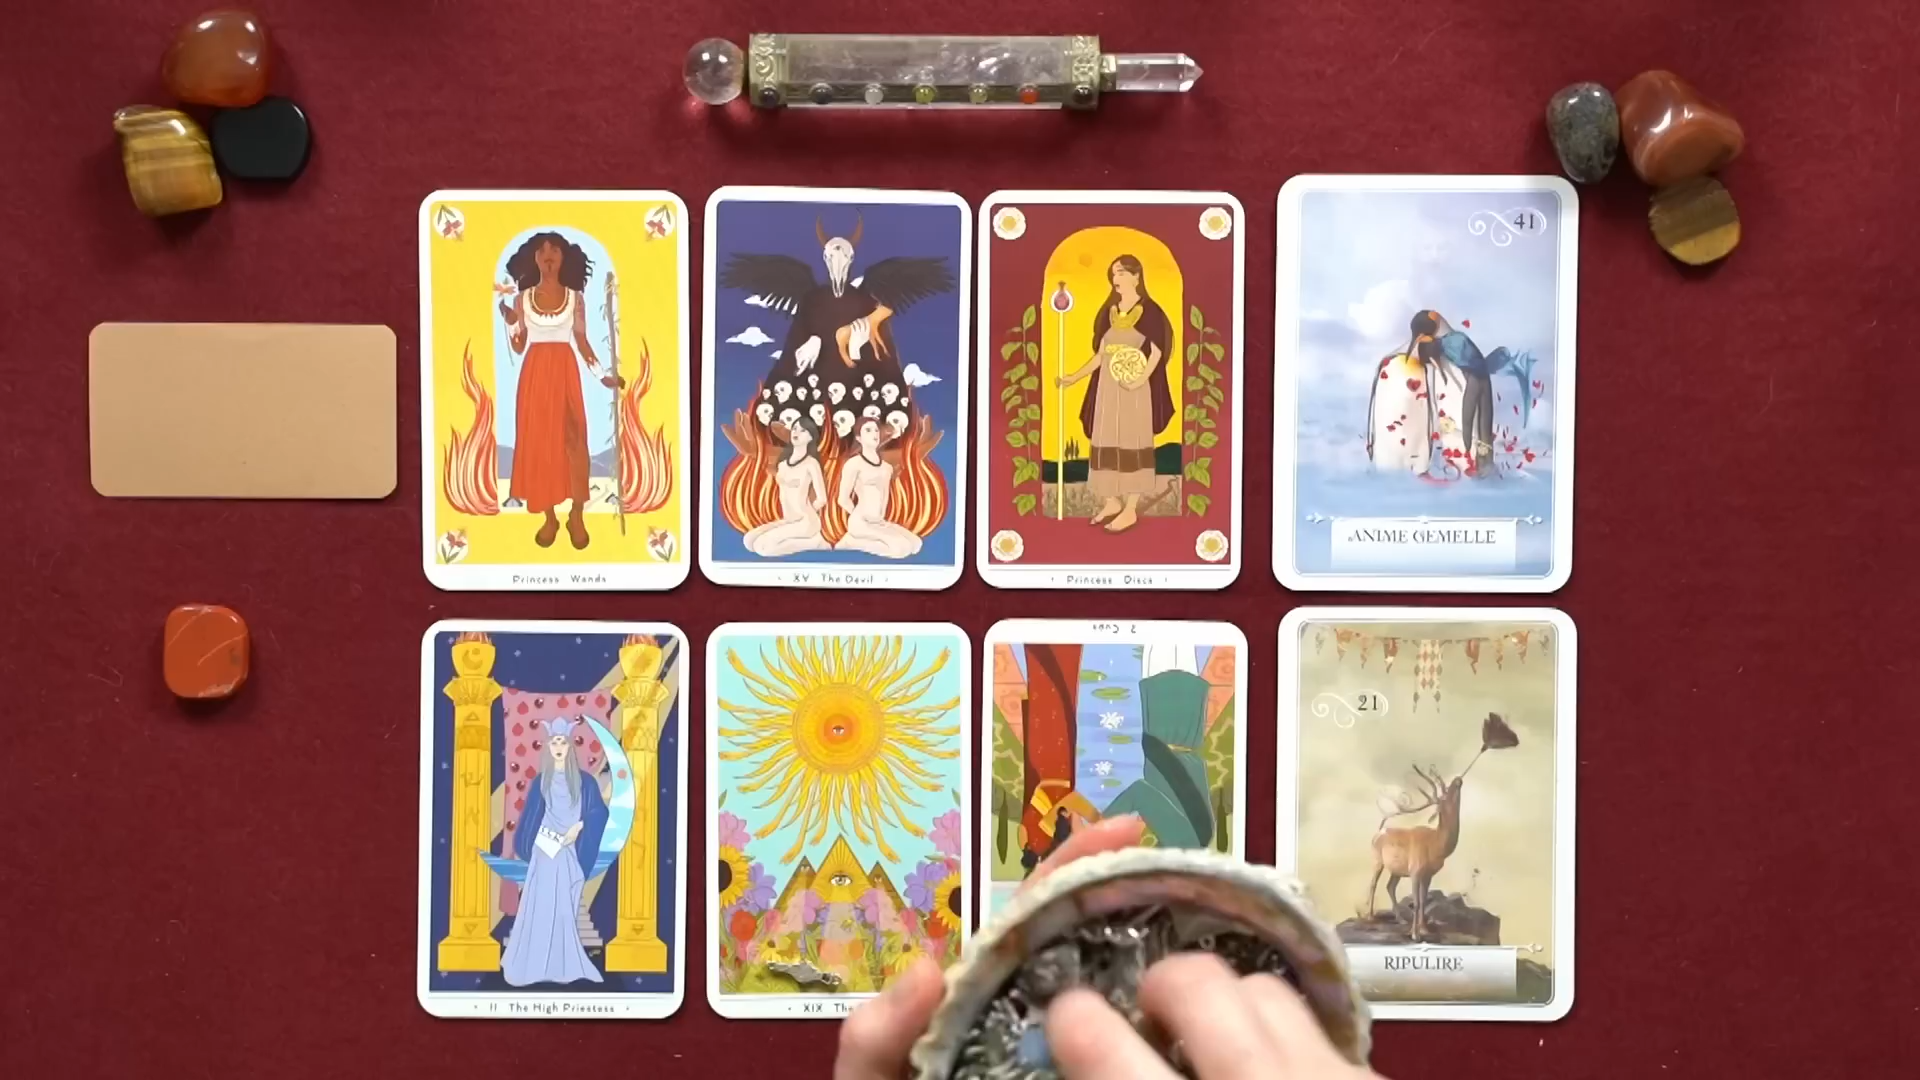 Princess Wands
XV The Devil
Princess Discs
41
ANIME GEMELLE
II The High Priestess
XIX The
2 Cups
21
RIPULIRE